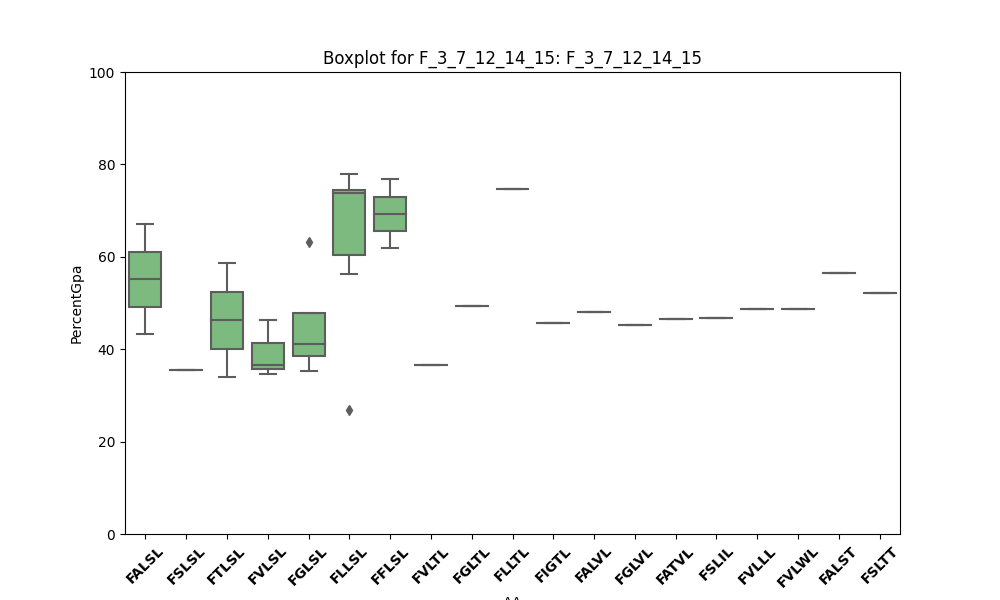 Boxplot for F_3_7_12_14_15: F_3_7_12_14_15
PercentGpa
100
80
60
40
20
0
FALSL FSLSL FTLSL FVLSL FGLSL FLLSL FFLSL FVLTL FGLTL FLLTL FIGTL FALVL FGLVL FATVL FSLIL FVLLL FVLWL FALST FSLTT